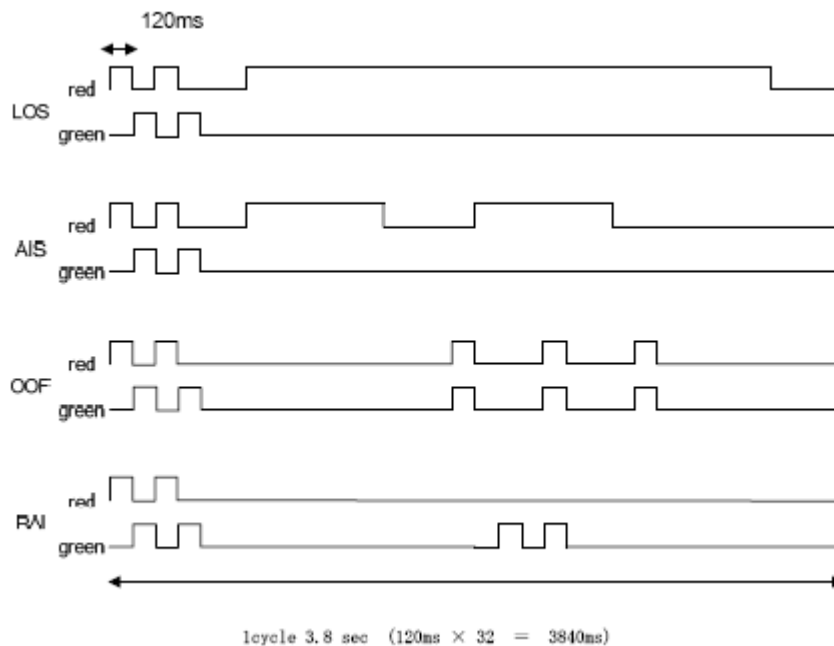 120ms
red
LOS
green
red
AIS
green
red
OOF
green
red
RAI
green
1cycle 3.8 sec (120ms × 32 = 3840ms)